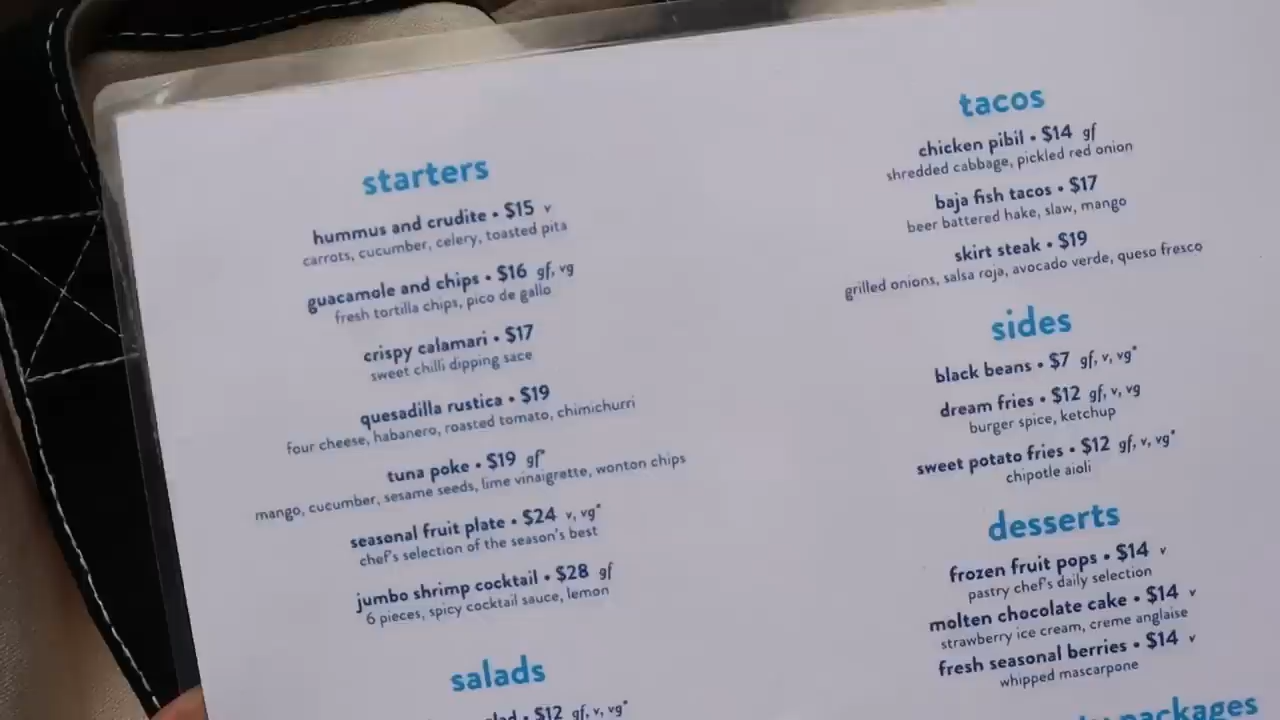 starters
hummus and crudite • $15 v
carrots, cucumber, celery, toasted pita
guacamole and chips • $16 gf, vg
fresh tortilla chips, pico de gallo
crispy calamari • $17
sweet chilli dipping sace
quesadilla rustica • $19
four cheese, habanero, roasted tomato, chimichurri
tuna poke • $19 gf*
mango, cucumber, sesame seeds, lime vinaigrette, wonton chips
seasonal fruit plate • $24 v, vg*
chef's selection of the season's best
jumbo shrimp cocktail • $28 gf
6 pieces, spicy cocktail sauce, lemon
salads
$12 gf, v, vg*
tacos
chicken pibil • $14 gf
shredded cabbage, pickled red onion
baja fish tacos • $17
beer battered hake, slaw, mango
skirt steak • $19
grilled onions, salsa roja, avocado verde, queso fresco
sides
black beans • $7 gf, v, vg*
dream fries • $12 gf, v, vg
burger spice, ketchup
sweet potato fries • $12 gf, v, vg*
chipotle aioli
desserts
frozen fruit pops • $14 v
pastry chef's daily selection
molten chocolate cake • $14 v
strawberry ice cream, creme anglaise
fresh seasonal berries • $14 v
whipped mascarpone
packages